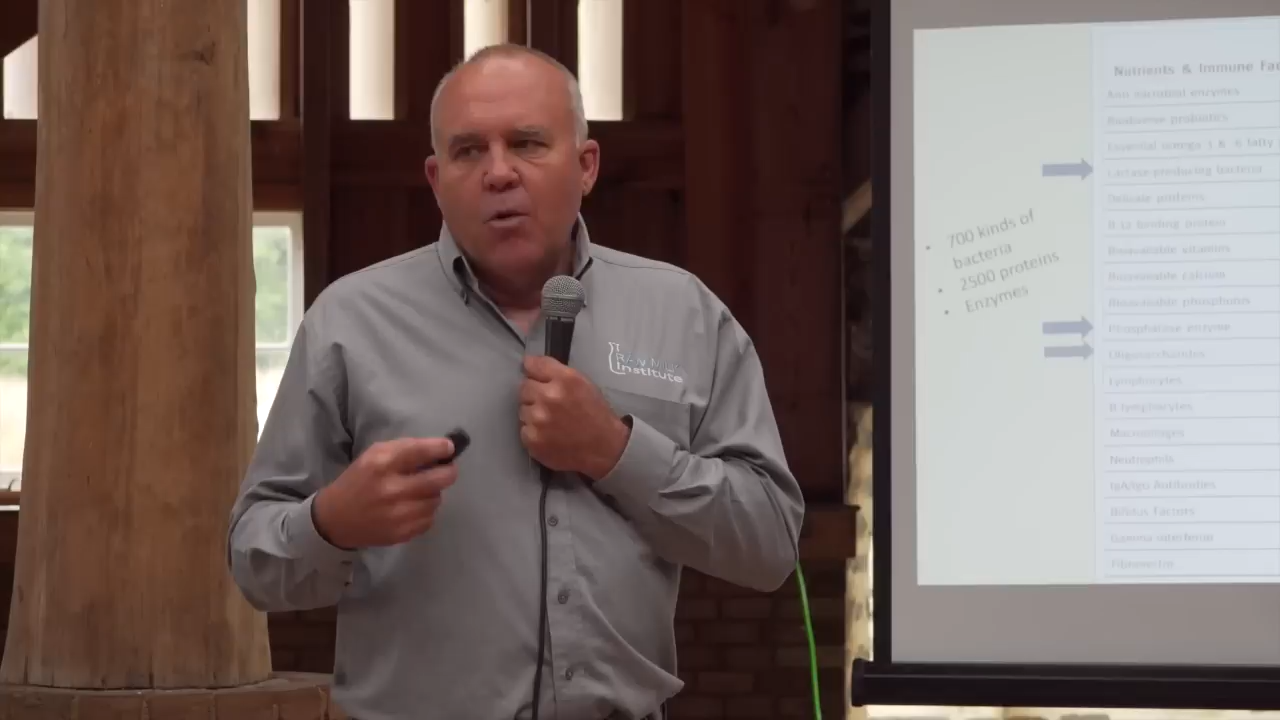 Institute
• 700 kinds of
bacteria
• 2500 proteins
• Enzymes
Nutrients & Immune Fac
enzymes
probiotics
Essential omega 3 & 6 fatty
Lactase-producing bacteria
proteins
B-12 binding protein
Bioavailable vitamins
Bioavailable calcium
Bioavailable phosphorus
Phosphatase enzyme
Oligosaccharides
Lymphocytes
B lymphocytes
Macrophages
Neutrophils
IgA/IgG Antibodies
Bifidus Factors
Gamma-Interferon
Fibronectin